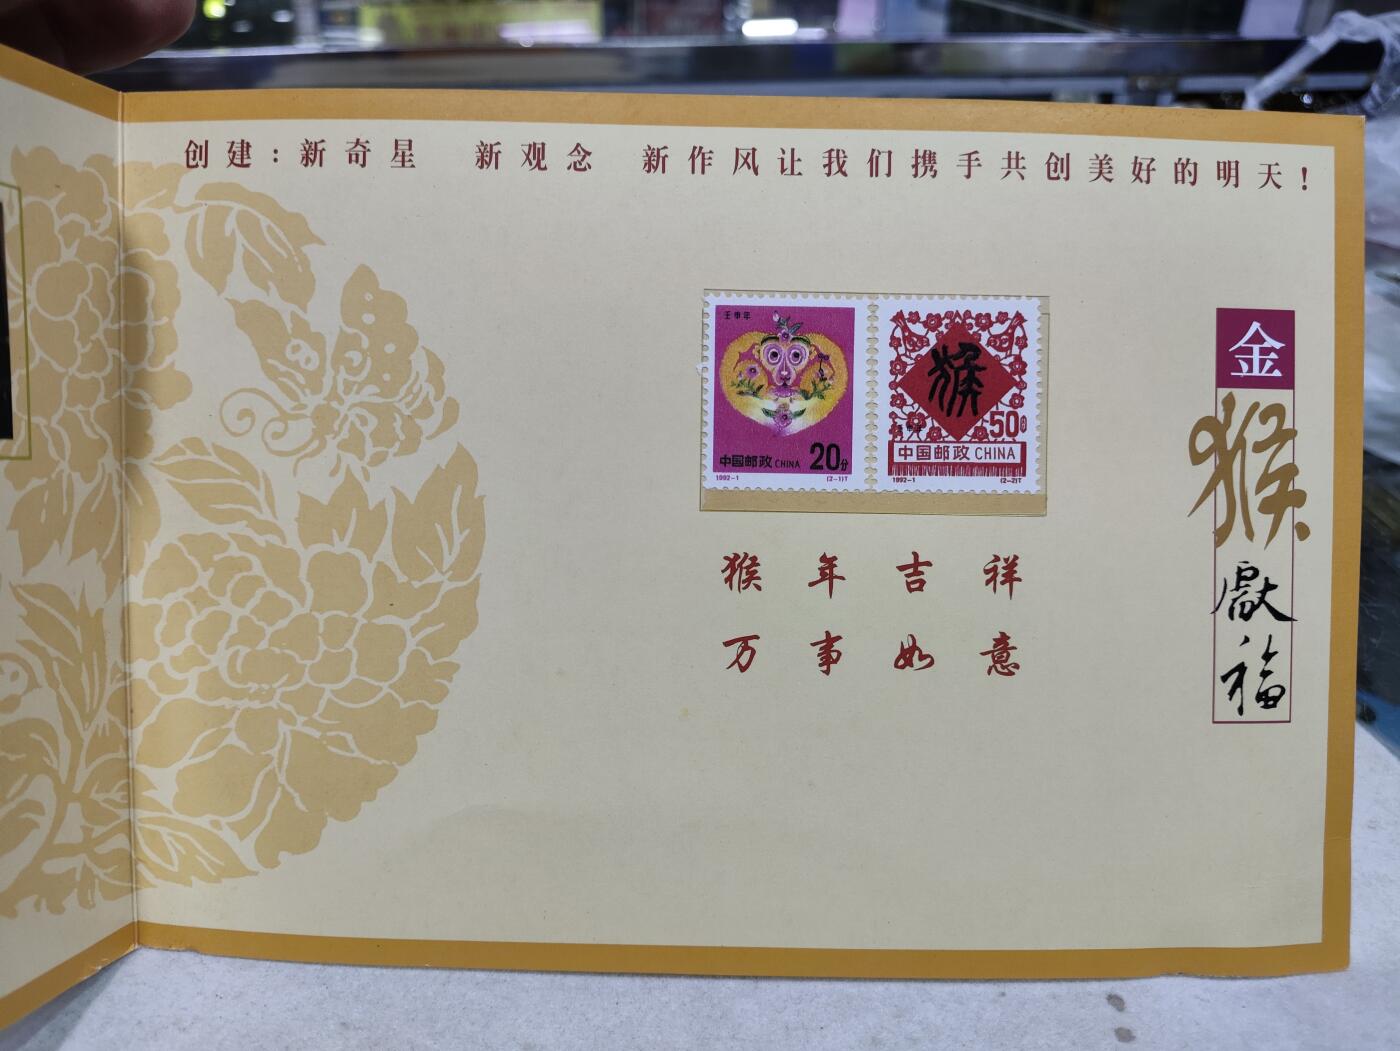 创建：新奇星 新观念 新作风让我们携手共创美好的明天！
壬申年
中国邮政 CHINA 20分
1992-1 (2-1)T
猴
50分
中国邮政 CHINA
1992-1 (2-2)T
猴年吉祥
万事如意
金猴獻福